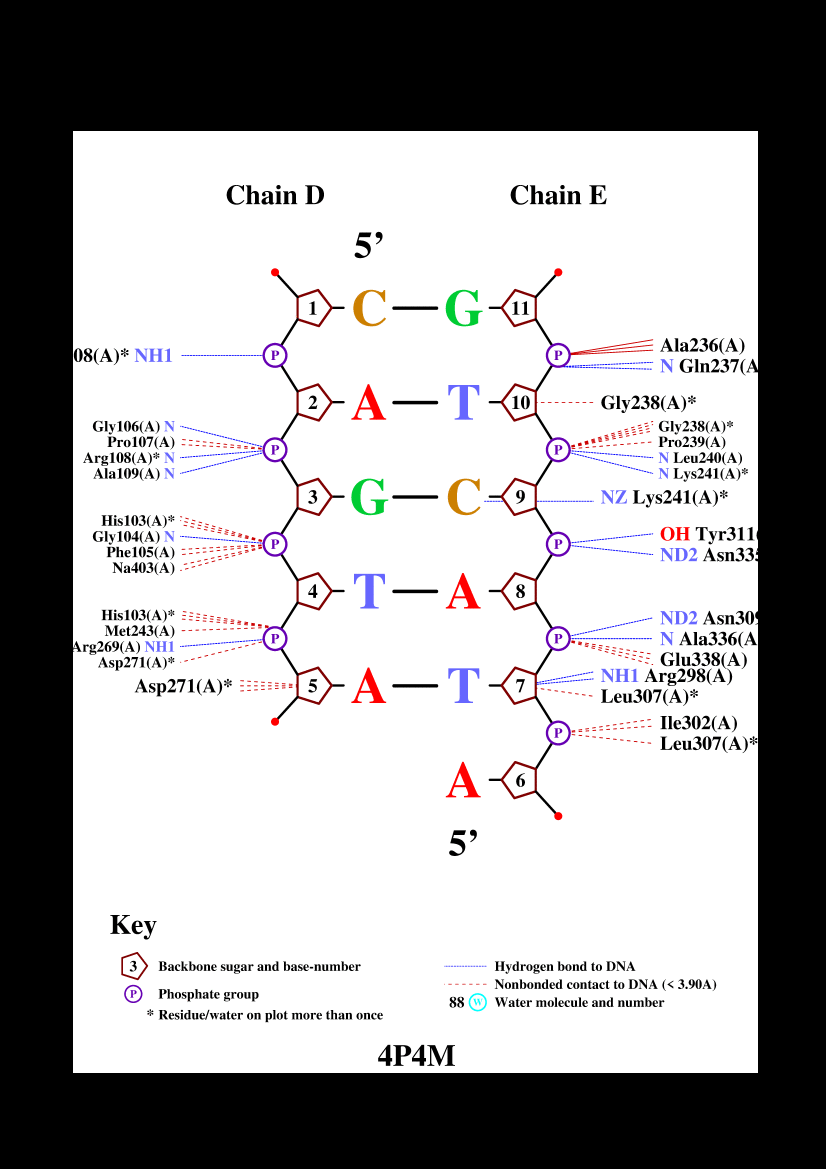 Chain D Chain E
5’
1 C G 11
P P
08(A)* NH1
Ala236(A)
N Gln237(A
2 A T 10 Gly238(A)*
Gly106(A) N
Pro107(A)
Arg108(A)* N
Ala109(A) N
P P
Gly238(A)*
Pro239(A)
N Leu240(A)
N Lys241(A)*
3 G C 9 NZ Lys241(A)*
His103(A)*
Gly104(A) N
Phe105(A)
Na403(A)
P P
OH Tyr311(
ND2 Asn335
4 T A 8
His103(A)*
Met243(A)
Arg269(A) NH1
Asp271(A)*
P P
ND2 Asn309
N Ala336(A
Glu338(A)
NH1 Arg298(A)
Asp271(A)* 5 A T 7 Leu307(A)*
P
Ile302(A)
Leu307(A)*
A 6
5’
Key
3 Backbone sugar and base-number
P Phosphate group
* Residue/water on plot more than once
Hydrogen bond to DNA
Nonbonded contact to DNA (< 3.90A)
88 W Water molecule and number
4P4M